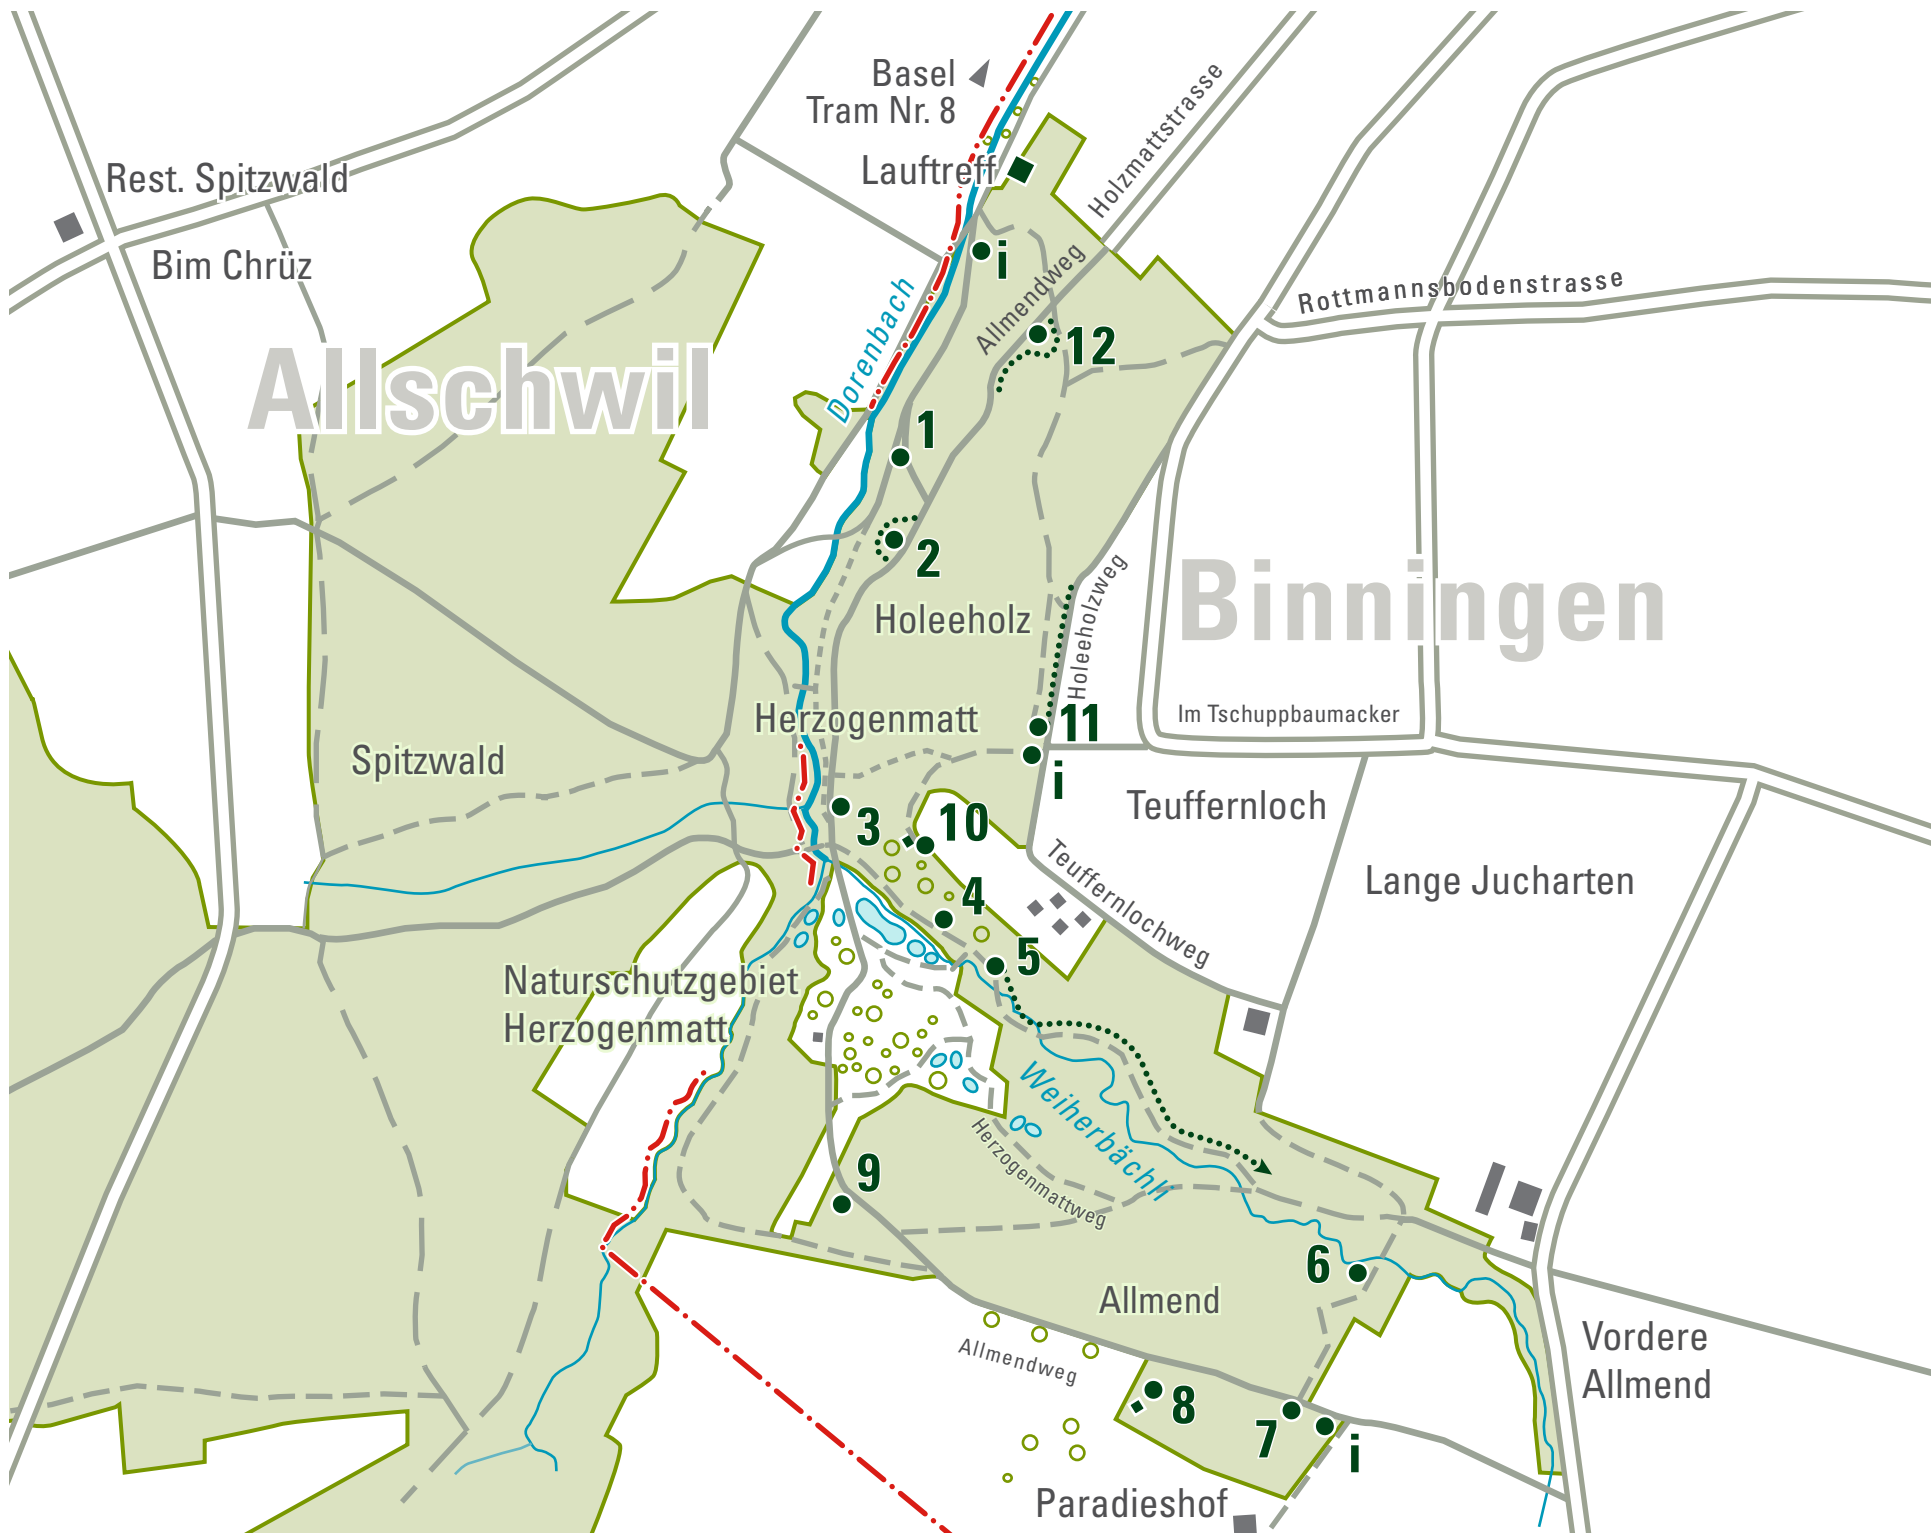 Basel
Tram Nr. 8
Lauftreff
Holzmattstrasse
Rest. Spitzwald
Bim Chrüz
i
Allmendweg
Rottmannsbodenstrasse
Dorenbach
12
Allschwil
1
2
Holeeholz
Holeeholzweg
Binningen
Herzogenmatt
11
Im Tschuppbaumacker
Spitzwald
i
Teuffernloch
3
10
Teuffernlochweg
Lange Jucharten
4
5
Naturschutzgebiet
Herzogenmatt
Weiherbächli
Herzogenmattweg
9
6
Allmend
Allmendweg
Vordere
Allmend
8
7
i
Paradieshof